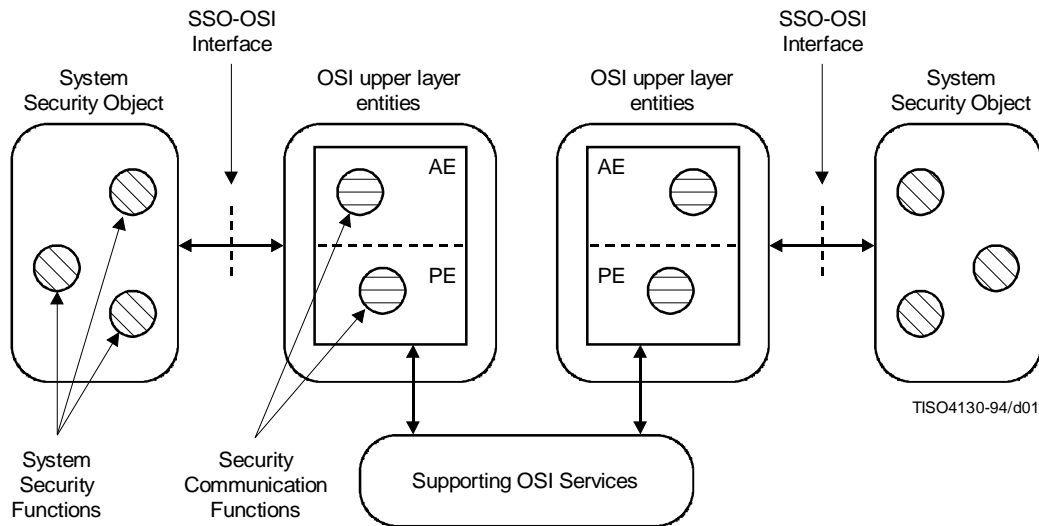 SSO-OSI
Interface
SSO-OSI
Interface
System
Security Object
OSI upper layer
entities
OSI upper layer
entities
System
Security Object
AE
AE
PE
PE
TISO4130-94/d01
System
Security
Functions
Security
Communication
Functions
Supporting OSI Services